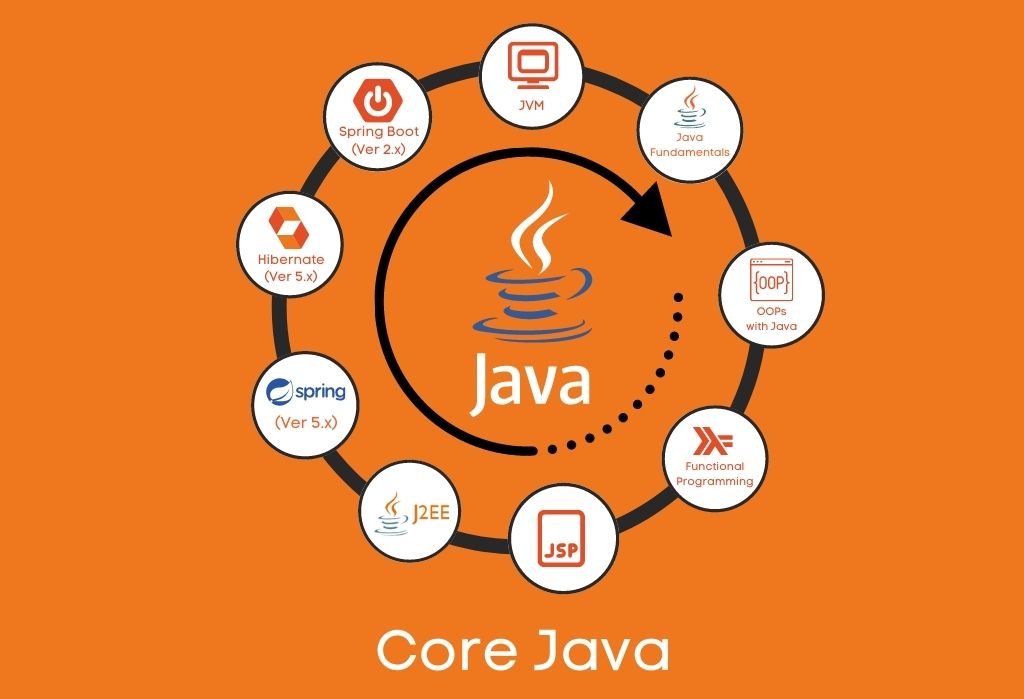 JVM
Java
Fundamentals
{OOP}
OOPs
with Java
Functional
Programming
JSP
J2EE
spring
(Ver 5.x)
Hibernate
(Ver 5.x)
Spring Boot
(Ver 2.x)
Java
Core Java